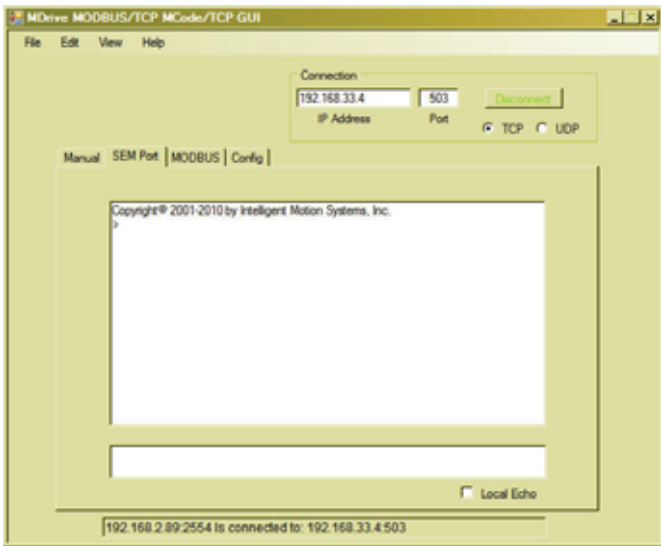 MDrive MODBUS/TCP MCode/TCP GUI
File Edit View Help
Connection
192.168.33.4 503 Disconnect
IP Address Port TCP UDP
Manual SEM Port MODBUS Config
Copyright© 2001-2010 by Intelligent Motion Systems, Inc.
>
Local Echo
192.168.2.89:2554 Is connected to: 192.168.33.4:503